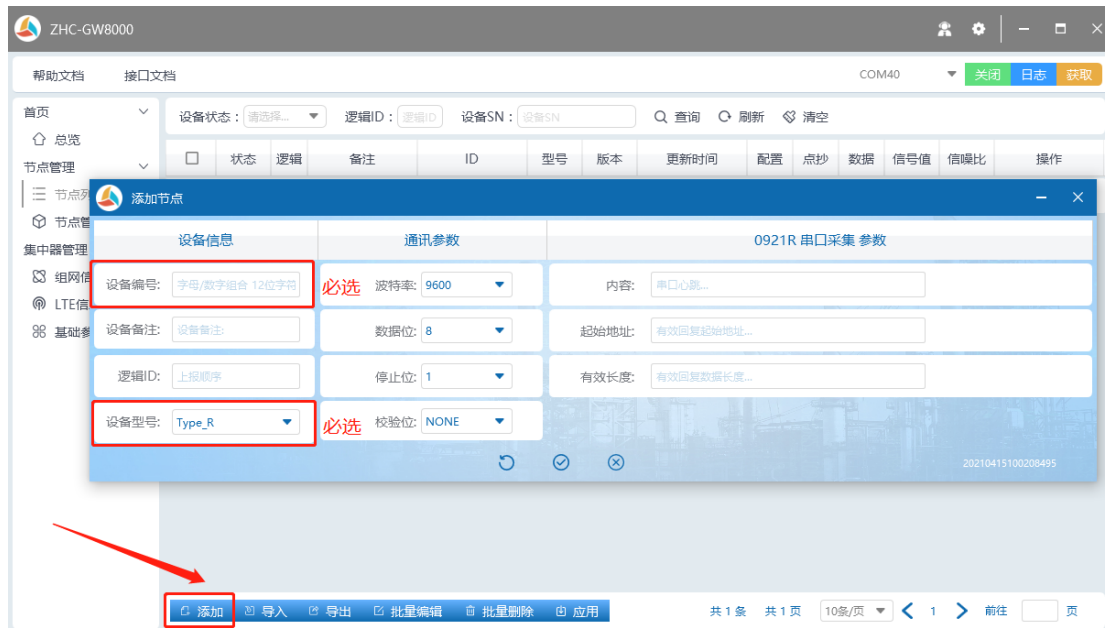 ZHC-GW8000
帮助文档 接口文档 COM40 关闭 日志 获取
首页 设备状态： 请选择... 逻辑ID： 逻辑ID 设备SN： 设备SN 查询 刷新 清空
总览
状态 逻辑 备注 ID 型号 版本 更新时间 配置 点抄 数据 信号值 信噪比 操作
节点管理
节点列
添加节点
节点管
设备信息 通讯参数 0921R 串口采集 参数
集中器管理
组网信
设备编号: 字母/数字组合 12位字符 必选 波特率: 9600 内容: 串口心跳...
LTE信
基础参
设备备注: 设备备注: 数据位: 8 起始地址: 有效回复起始地址...
逻辑ID: 上报顺序 停止位: 1 有效长度: 有效回复数据长度...
设备型号: Type_R 必选 校验位: NONE
20210415100208495
添加 导入 导出 批量编辑 批量删除 应用 共 1 条 共 1 页 10条/页 1 前往 页